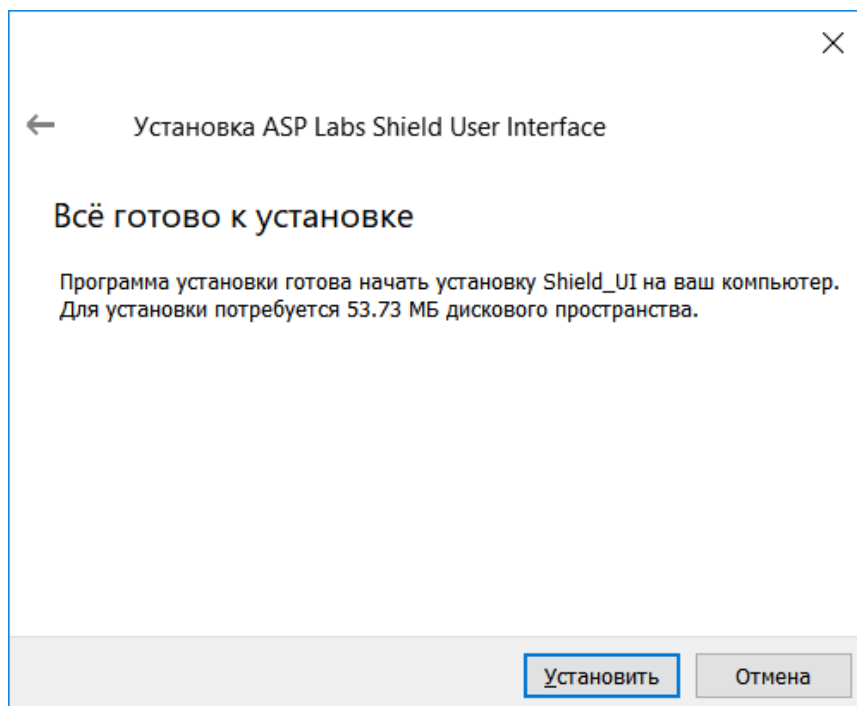 Установка ASP Labs Shield User Interface
Всё готово к установке
Программа установки готова начать установку Shield_UI на ваш компьютер.
Для установки потребуется 53.73 МБ дискового пространства.
Установить
Отмена